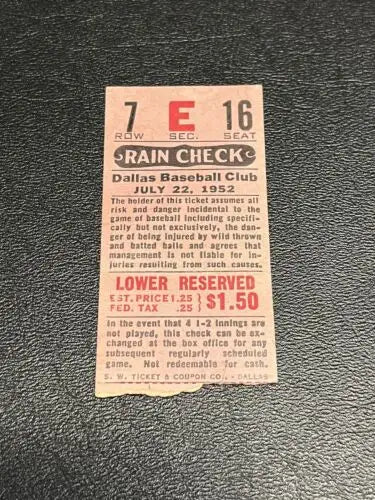 7 E 16
ROW SEC. SEAT
RAIN CHECK
Dallas Baseball Club
JULY 22, 1952
The holder of this ticket assumes all
risk and danger incidental to the
game of baseball including specifi-
cally but not exclusively, the dan-
ger of being injured by wild thrown
and batted balls and agrees that
management is not liable for in-
juries resulting from such causes.
LOWER RESERVED
EST. PRICE 1.25 $1.50
FED. TAX .25
In the event that 4 1-2 innings are
not played, this check can be ex-
changed at the box office for any
subsequent regularly scheduled
game. Not redeemable for cash.
S. W. TICKET & COUPON CO., - DALLAS